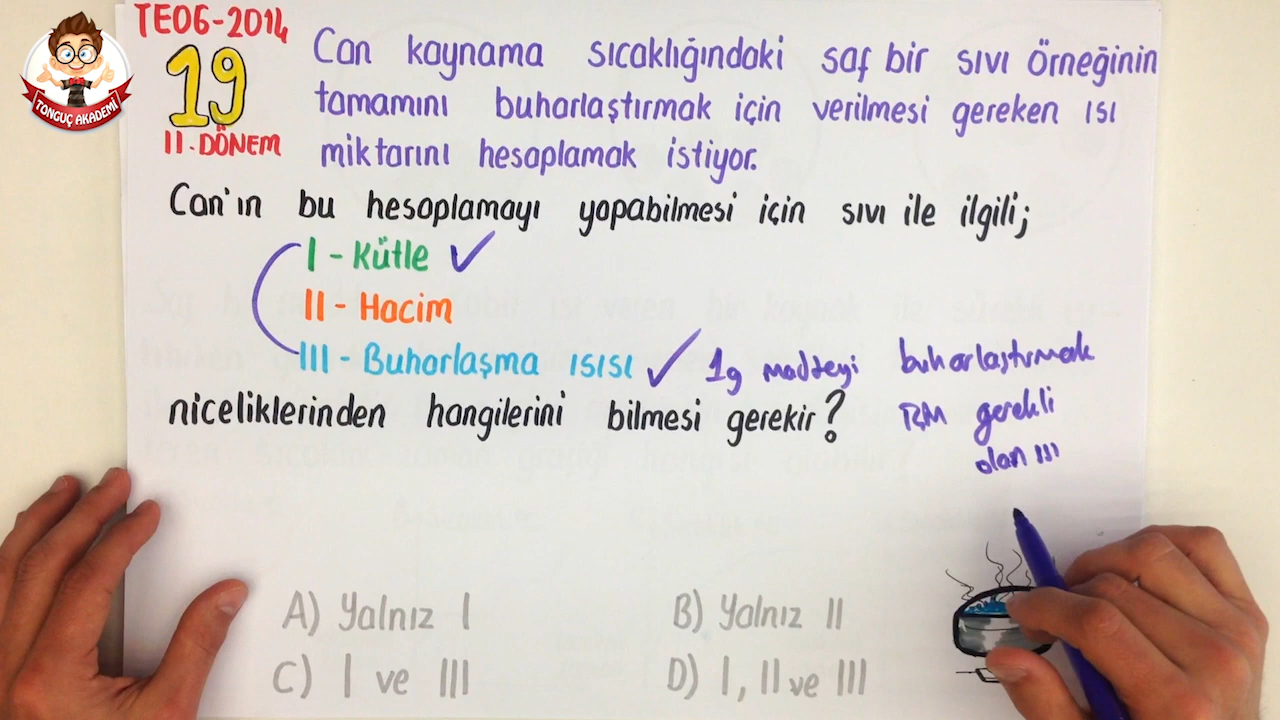 TONGUÇ AKADEMİ
TEOG-2014
19
II.DÖNEM
Can kaynama sıcaklığındaki saf bir sıvı örneğinin
tamamını buharlaştırmak için verilmesi gereken ısı
miktarını hesaplamak istiyor.
Can'ın bu hesaplamayı yapabilmesi için sıvı ile ilgili;
I - Kütle
II - Hacim
III - Buharlaşma ısısı
1g maddeyi buharlaştırmak
gerekli
olan ısı
niceliklerinden hangilerini bilmesi gerekir?
A) Yalnız I
B) Yalnız II
C) I ve III
D) I, II ve III